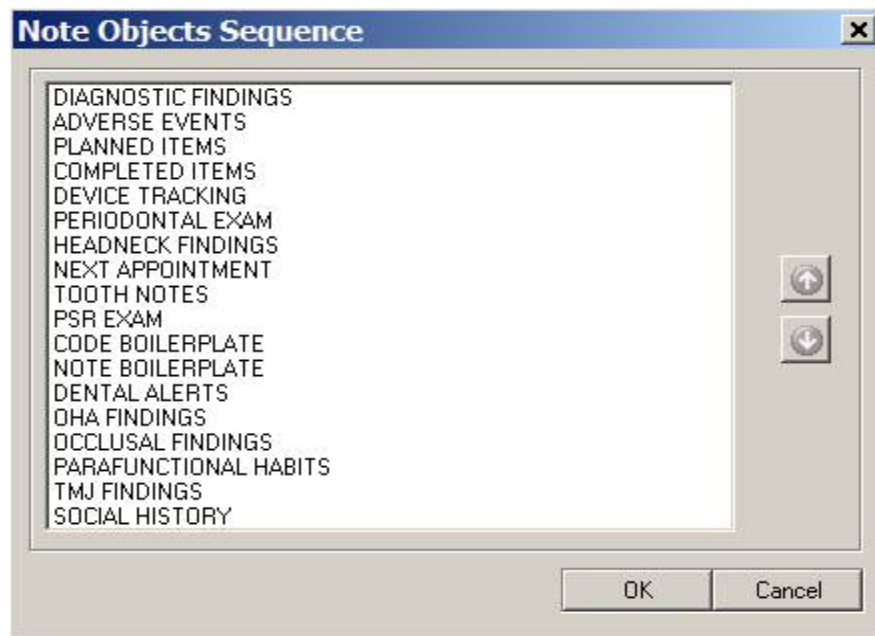 Note Objects Sequence
DIAGNOSTIC FINDINGS
ADVERSE EVENTS
PLANNED ITEMS
COMPLETED ITEMS
DEVICE TRACKING
PERIODONTAL EXAM
HEADNECK FINDINGS
NEXT APPOINTMENT
TOOTH NOTES
PSR EXAM
CODE BOILERPLATE
NOTE BOILERPLATE
DENTAL ALERTS
OHA FINDINGS
OCCLUSAL FINDINGS
PARAFUNCTIONAL HABITS
TMJ FINDINGS
SOCIAL HISTORY
OK Cancel